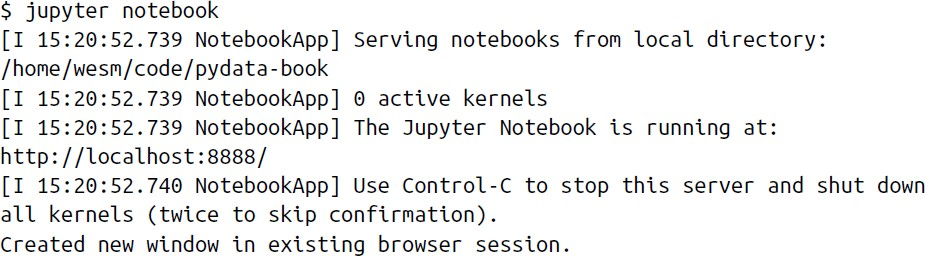 $ jupyter notebook
[I 15:20:52.739 NotebookApp] Serving notebooks from local directory:
/home/wesm/code/pydata-book
[I 15:20:52.739 NotebookApp] 0 active kernels
[I 15:20:52.739 NotebookApp] The Jupyter Notebook is running at:
http://localhost:8888/
[I 15:20:52.740 NotebookApp] Use Control-C to stop this server and shut down
all kernels (twice to skip confirmation).
Created new window in existing browser session.